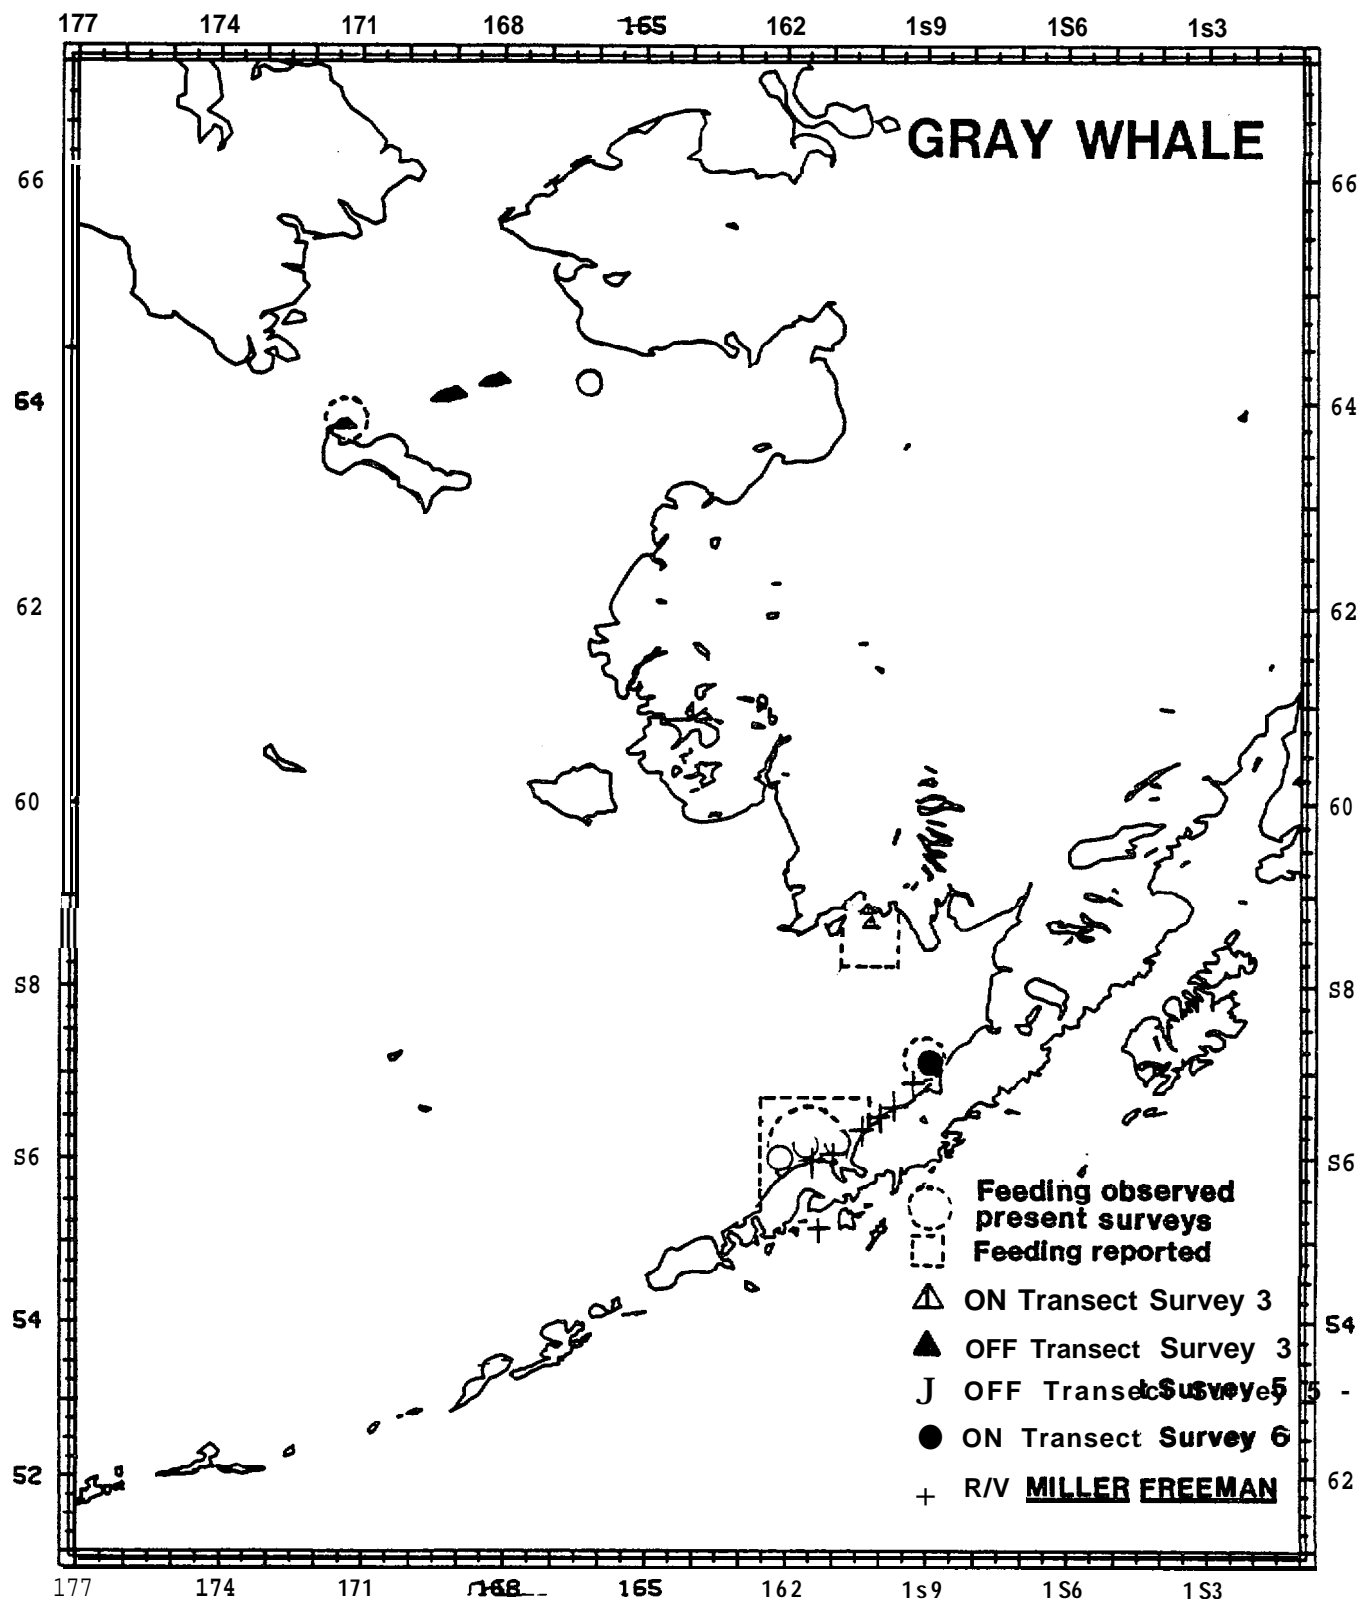 177 174 171 168 165 162 1s9 1S6 1s3
GRAY WHALE
66 66
64 64
62 62
60 60
S8 S8
S6 S6
Feeding observed
present surveys
Feeding reported
ON Transect Survey 3
54 54
OFF Transect Survey 3
J OFF Transect Survey 5 -
ON Transect Survey 6
52 62
R/V MILLER FREEMAN
177 174 171 168 165 162 1s9 1S6 1S3